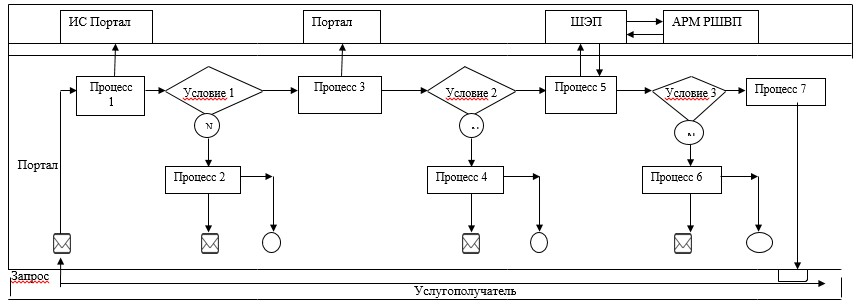 ИС Портал
Портал
ШЭП
АРМ РШВП
Процесс
1
Условие 1
Процесс 3
Условие 2
Процесс 5
Условие 3
Процесс 7
N
Портал
Процесс 2
Процесс 4
Процесс 6
Запрос
Услугополучатель